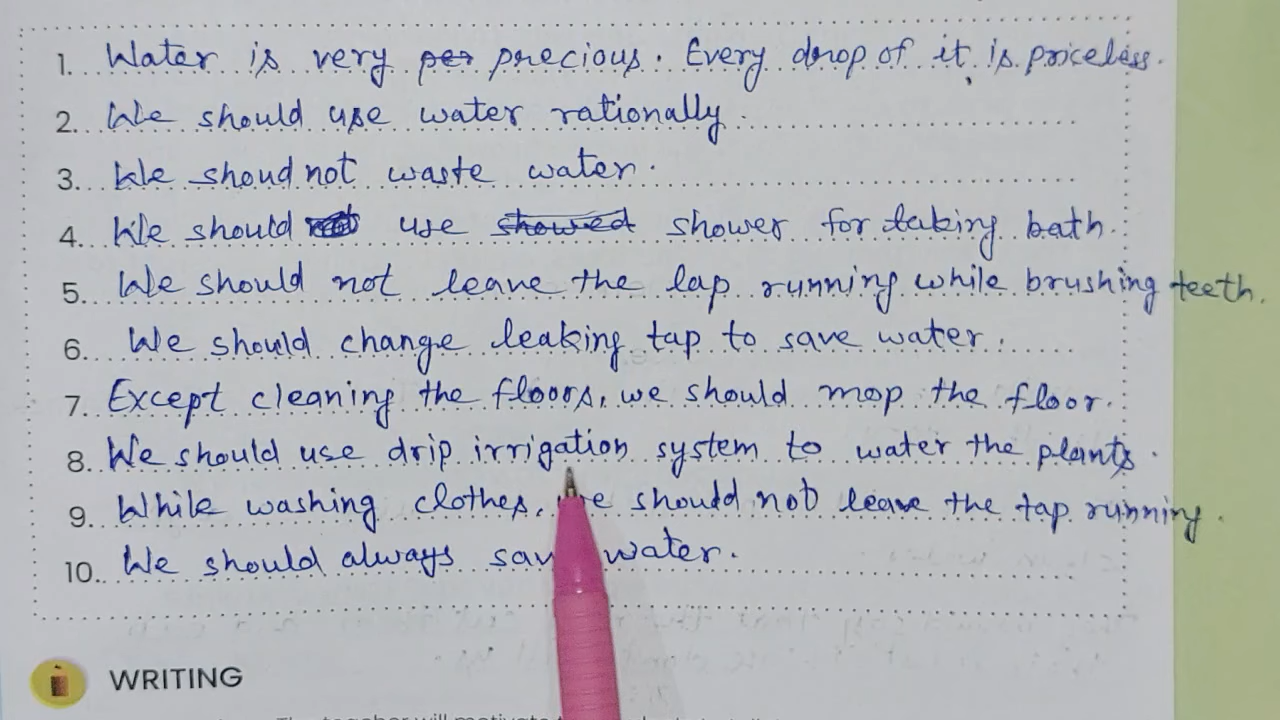 1. Water is very per precious. Every drop of it is priceless.
2. We should use water rationally.
3. We shoud not waste water.
4. We should use showed shower for taking bath.
5. We should not leave the lap running while brushing teeth.
6. We should change leaking tap to save water.
7. Except cleaning the floors, we should mop the floor.
8. We should use drip irrigation system to water the plants.
9. While washing clothes, we should not leave the tap running.
10. We should always sav water.
WRITING